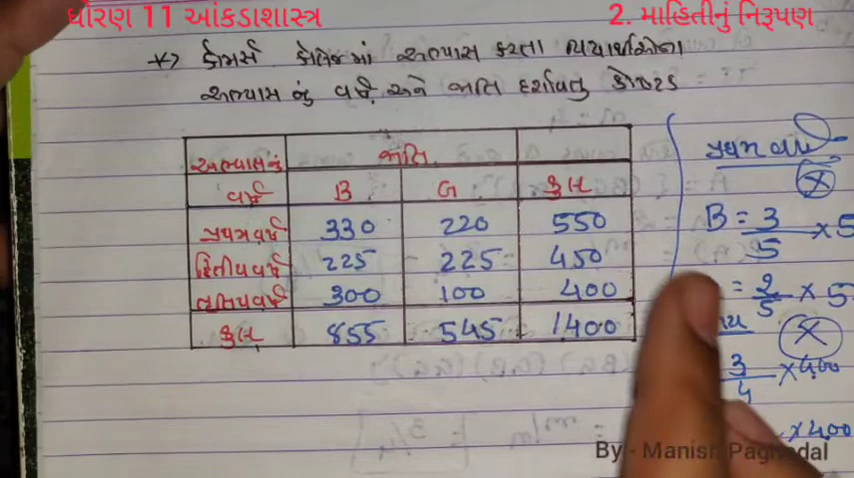 ધોરણ 11 આંકડાશાસ્ત્ર
2. માહિતીનું નિરૂપણ
*> કોમર્સ કોલેજમાં અભ્યાસ કરતા
અભ્યાસનું વર્ષ અને જાતિ દર્શાવતુ કોષ્ટક
અભ્યાસનું જાતિ
વર્ષ B G કુલ
પ્રથમવર્ષ 330 220 550
દ્વિતીયવર્ષ 225 225 450
તૃતિયવર્ષ 300 100 400
કુલ 855 545 1400
પ્રથમ વર્ષ
B = 3/5 × 5
= 2/5 × 5
3/4 × 400
× 400
By - Manish